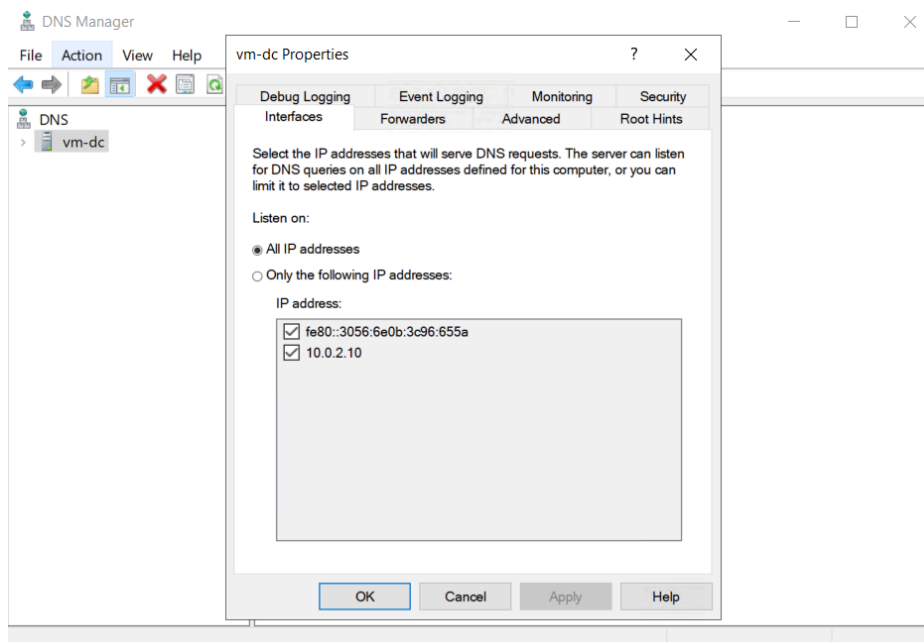 DNS Manager
File Action View Help
DNS
vm-dc
vm-dc Properties
?
Debug Logging Event Logging Monitoring Security
Interfaces Forwarders Advanced Root Hints
Select the IP addresses that will serve DNS requests. The server can listen
for DNS queries on all IP addresses defined for this computer, or you can
limit it to selected IP addresses.
Listen on:
All IP addresses
Only the following IP addresses:
IP address:
fe80::3056:6e0b:3c96:655a
10.0.2.10
OK Cancel Apply Help